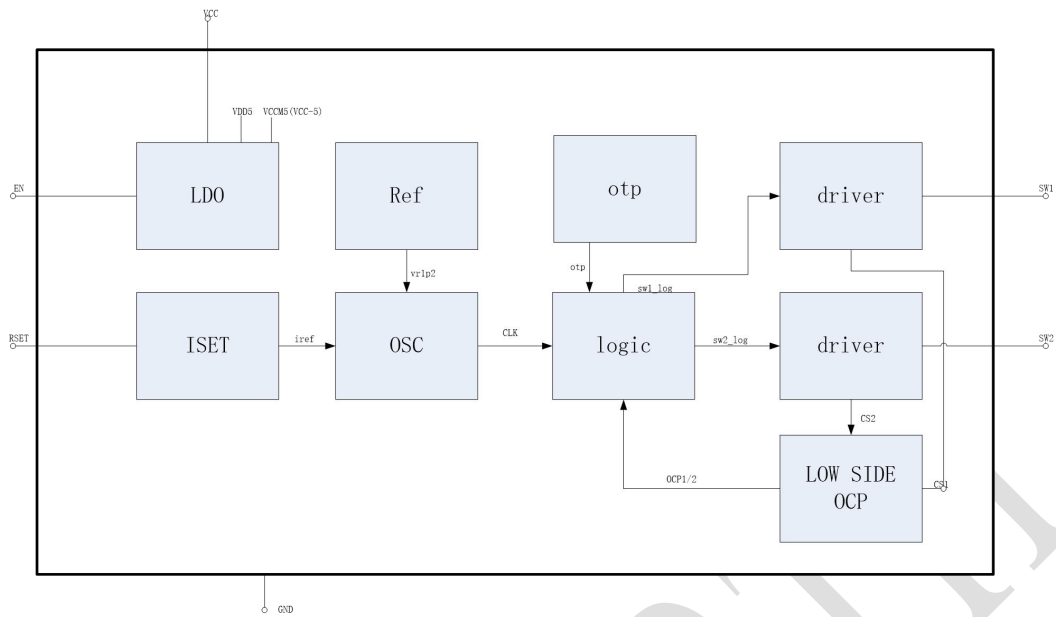 VCC
VDD5
VCCM5(VCC-5)
LDO
Ref
otp
driver
EN
SW1
vr1p2
otp
sw1_log
RSET
ISET
iref
OSC
CLK
logic
sw2_log
driver
SW2
CS2
OCP1/2
LOW SIDE
OCP
CS1
GND